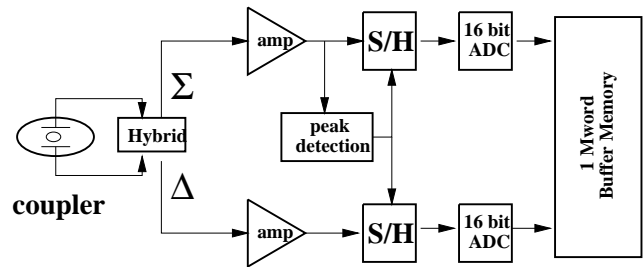 amp
S/H
16 bit
ADC
Σ
Hybrid
peak
detection
1 Mword
Buffer Memory
coupler
Δ
amp
S/H
16 bit
ADC